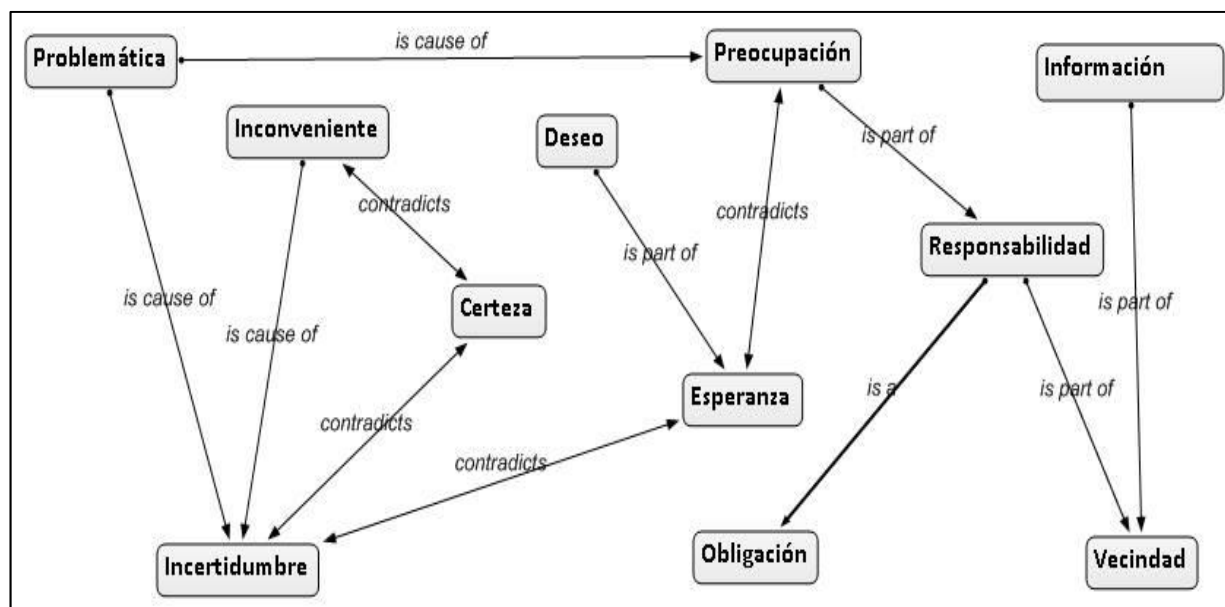 is cause of
Problemática
Preocupación
Información
Inconveniente
Deseo
is part of
contradicts
contradicts
Responsabilidad
is part of
is cause of
Certeza
is part of
is cause of
Esperanza
is a
is part of
contradicts
contradicts
Incertidumbre
Obligación
Vecindad